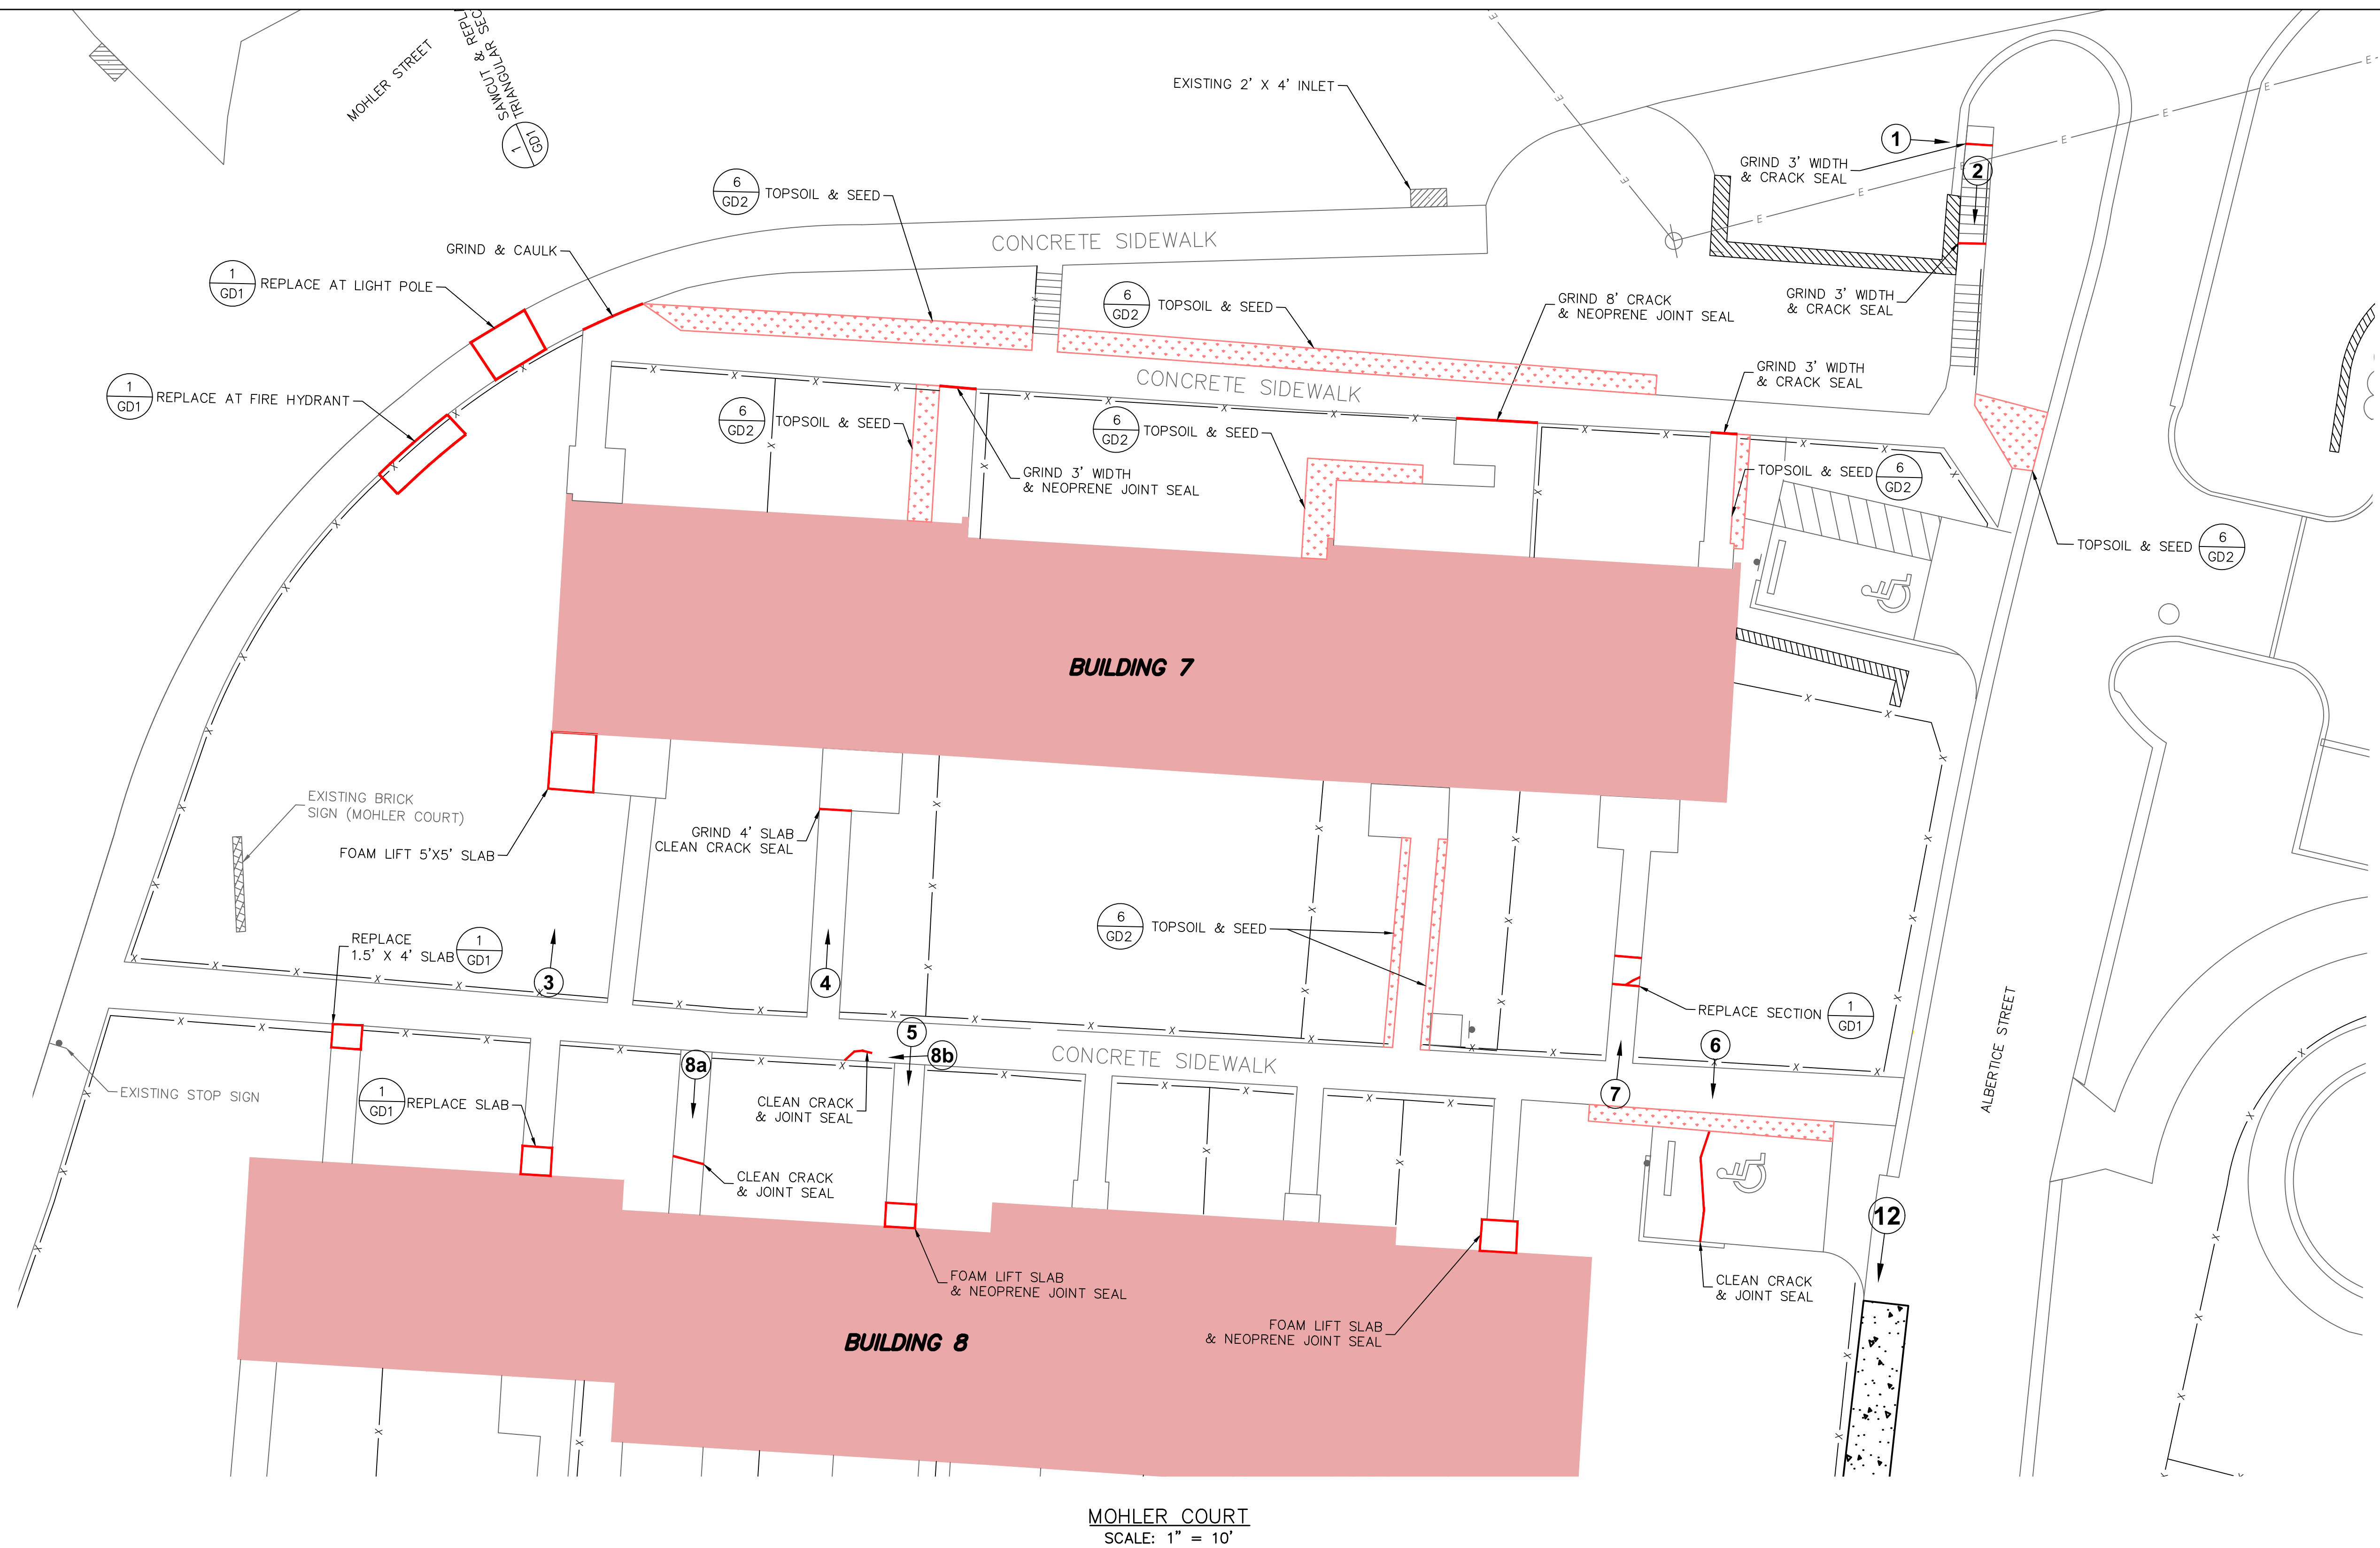 SAWCUT & REPL
TRIANGULAR SEC
1
GD1
MOHLER STREET
EXISTING 2' X 4' INLET
1
GRIND 3' WIDTH
& CRACK SEAL
2
6
GD2
TOPSOIL & SEED
CONCRETE SIDEWALK
GRIND & CAULK
1
GD1
REPLACE AT LIGHT POLE
6
GD2
TOPSOIL & SEED
GRIND 8' CRACK
& NEOPRENE JOINT SEAL
GRIND 3' WIDTH
& CRACK SEAL
1
GD1
REPLACE AT FIRE HYDRANT
CONCRETE SIDEWALK
GRIND 3' WIDTH
& CRACK SEAL
6
GD2
TOPSOIL & SEED
6
GD2
TOPSOIL & SEED
GRIND 3' WIDTH
& NEOPRENE JOINT SEAL
TOPSOIL & SEED
6
GD2
TOPSOIL & SEED
6
GD2
BUILDING 7
EXISTING BRICK
SIGN (MOHLER COURT)
FOAM LIFT 5'X5' SLAB
GRIND 4' SLAB
CLEAN CRACK SEAL
6
GD2
TOPSOIL & SEED
REPLACE
1.5' X 4' SLAB
1
GD1
3
4
REPLACE SECTION
1
GD1
ALBERTICE STREET
5
8a
8b
CONCRETE SIDEWALK
6
7
EXISTING STOP SIGN
1
GD1
REPLACE SLAB
CLEAN CRACK
& JOINT SEAL
CLEAN CRACK
& JOINT SEAL
12
FOAM LIFT SLAB
& NEOPRENE JOINT SEAL
CLEAN CRACK
& JOINT SEAL
FOAM LIFT SLAB
& NEOPRENE JOINT SEAL
BUILDING 8
MOHLER COURT
SCALE: 1" = 10'